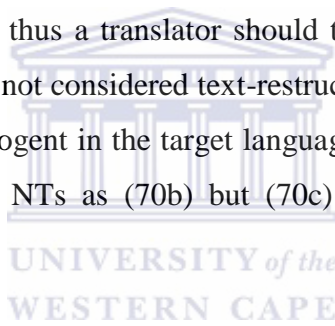 thus a translator should t
not considered text-restruc
ogent in the target languag
NTs as (70b) but (70c)
UNIVERSITY of the
WESTERN CAPE